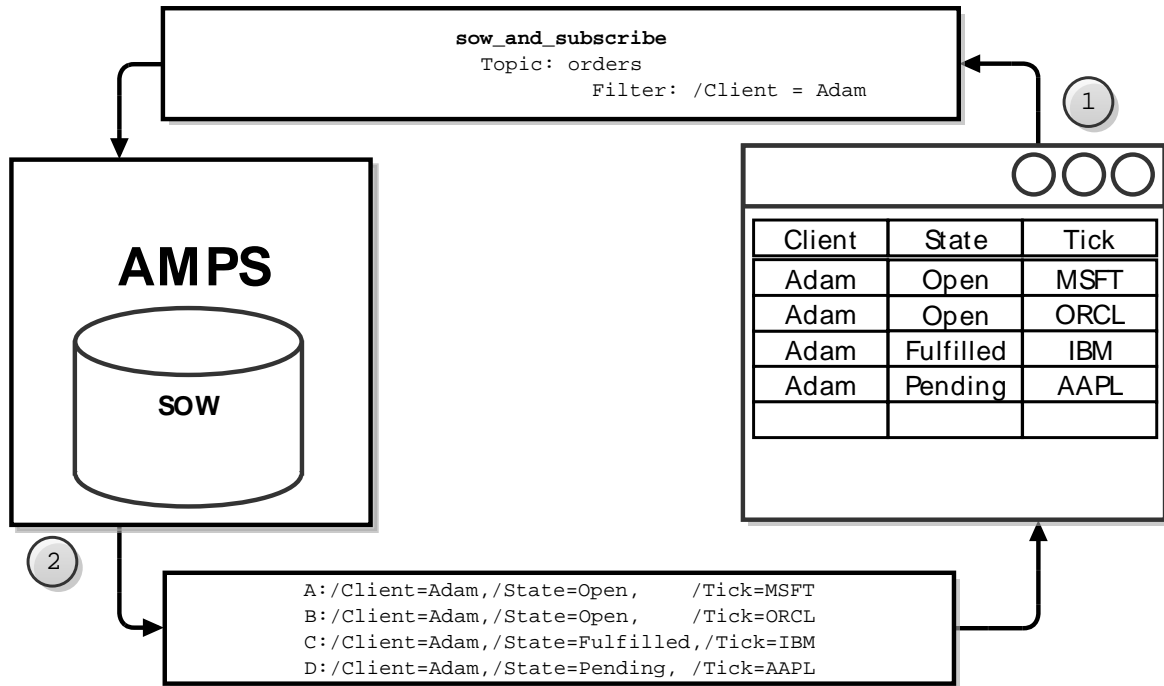 sow_and_subscribe
Topic: orders
Filter: /Client = Adam
1
AMPS
SOW
Client State Tick
Adam Open MSFT
Adam Open ORCL
Adam Fulfilled IBM
Adam Pending AAPL
2
A:/Client=Adam,/State=Open, /Tick=MSFT
B:/Client=Adam,/State=Open, /Tick=ORCL
C:/Client=Adam,/State=Fulfilled,/Tick=IBM
D:/Client=Adam,/State=Pending, /Tick=AAPL